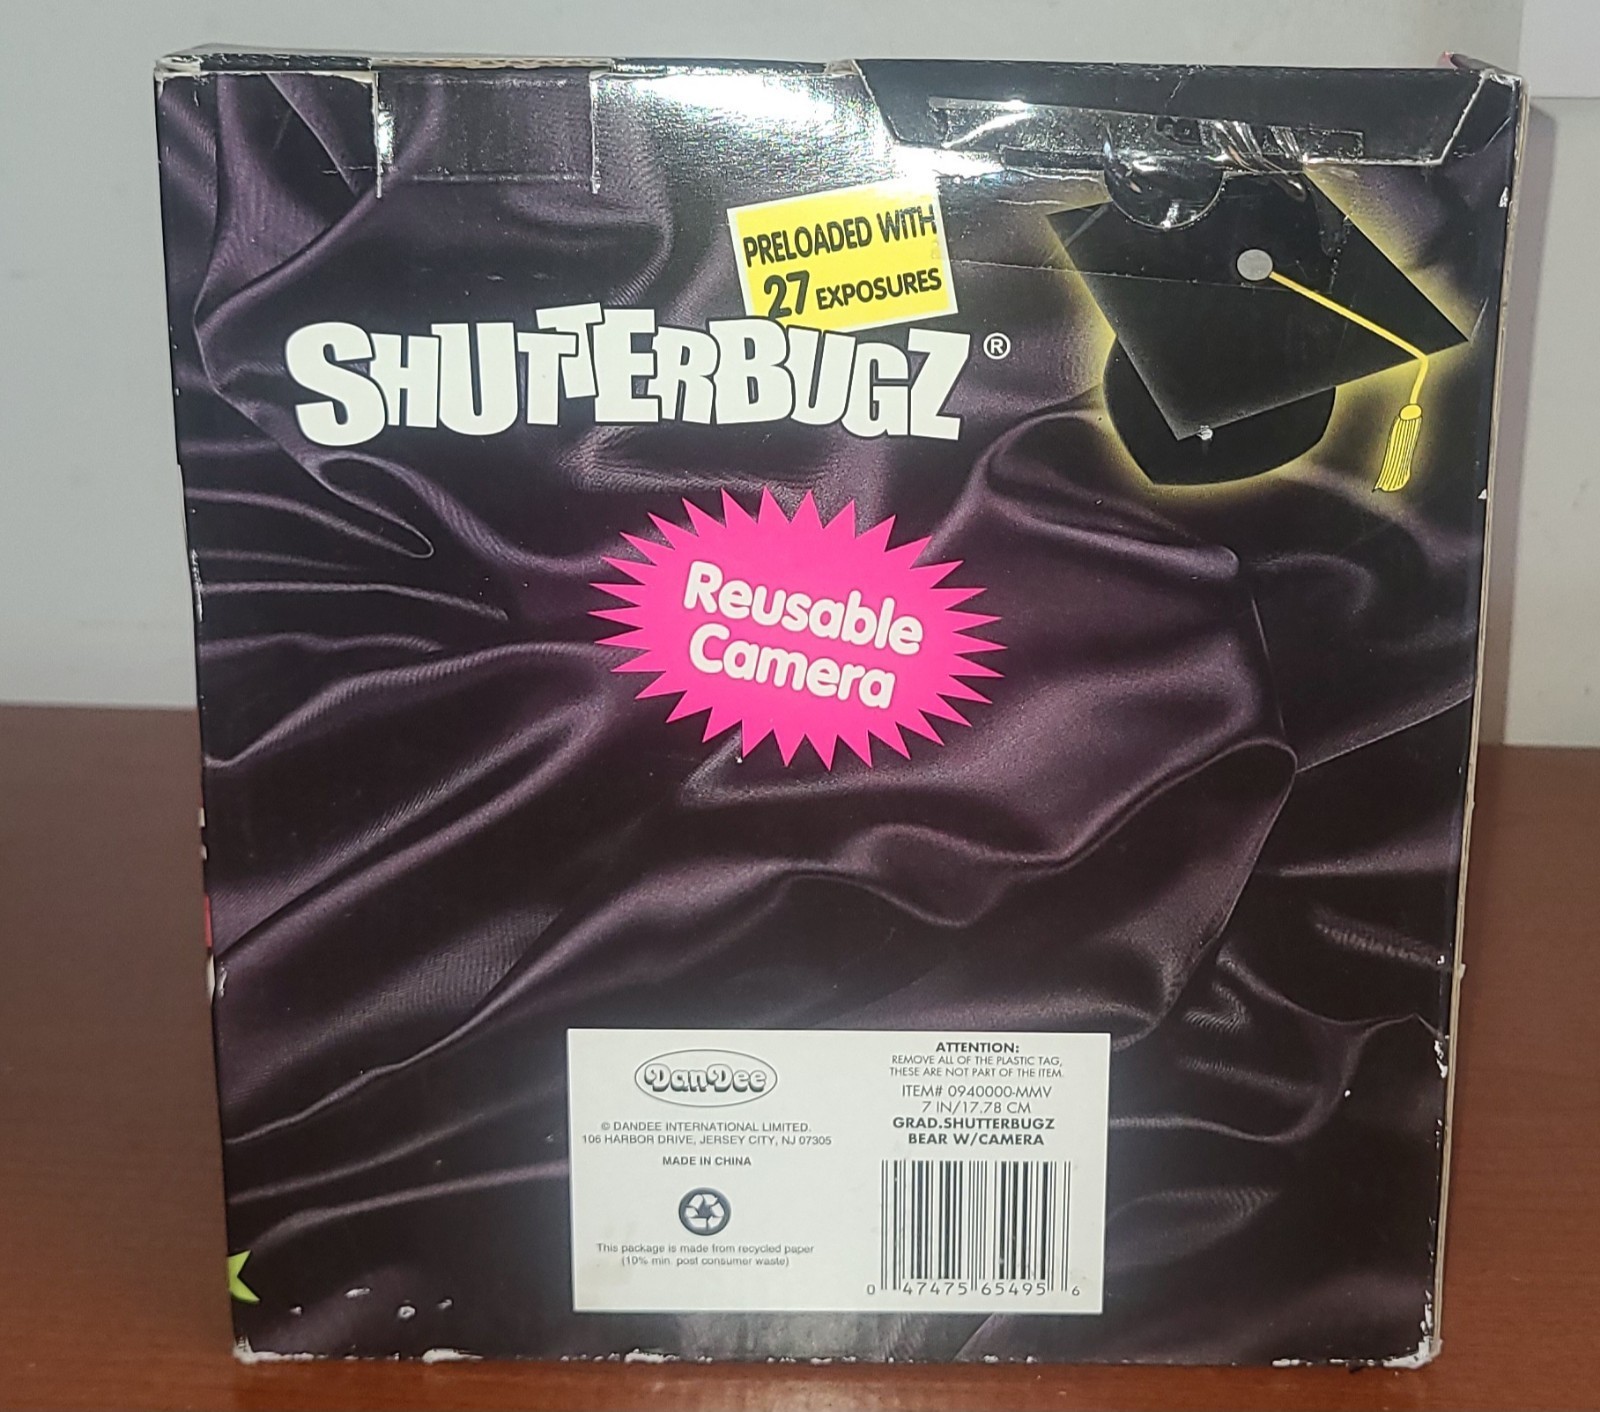 PRELOADED WITH
27 EXPOSURES
SHUTTERBUGZ®
Reusable
Camera
DanDee
© DANDEE INTERNATIONAL LIMITED.
106 HARBOR DRIVE, JERSEY CITY, NJ 07305
MADE IN CHINA
This package is made from recycled paper
(10% min. post consumer waste)
ATTENTION:
REMOVE ALL OF THE PLASTIC TAG,
THESE ARE NOT PART OF THE ITEM.
ITEM# 0940000-MMV
7 IN/17.78 CM
GRAD.SHUTTERBUGZ
BEAR W/CAMERA
0 47475 65495 6